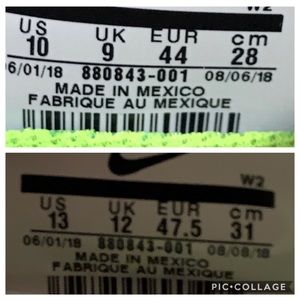 W2
US UK EUR cm
10 9 44 28
06/01/18 880843-001 08/06/18
MADE IN MEXICO
FABRIQUE AU MEXIQUE
W2
US UK EUR cm
13 12 47.5 31
06/01/18 880843-001 08/08/18
MADE IN MEXICO
FABRIQUE AU MEXIQUE
PIC•COLLAGE